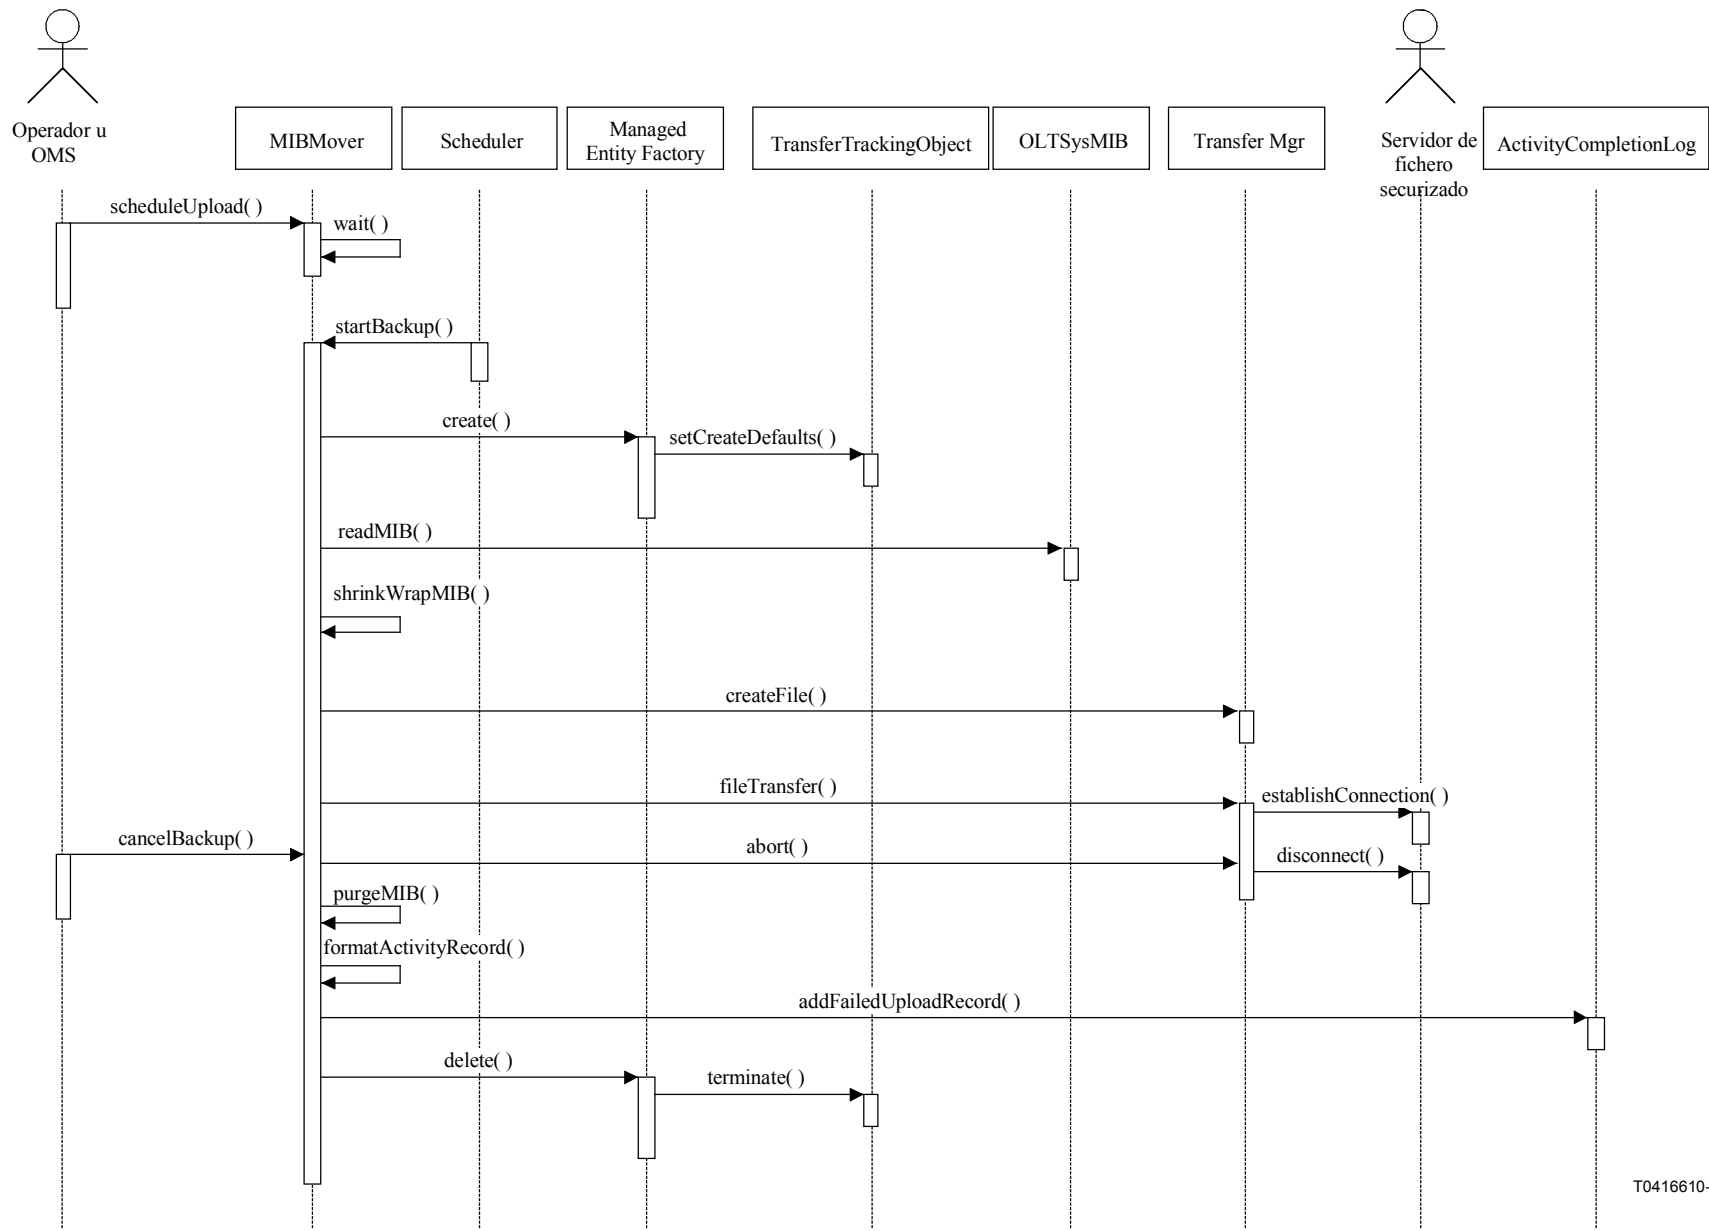 Operador u
OMS
MIBMover
Scheduler
Managed
Entity Factory
TransferTrackingObject
OLTSysMIB
Transfer Mgr
Servidor de
fichero
securizado
ActivityCompletionLog
scheduleUpload( )
wait( )
startBackup( )
create( )
setCreateDefaults( )
readMIB( )
shrinkWrapMIB( )
createFile( )
fileTransfer( )
establishConnection( )
cancelBackup( )
abort( )
disconnect( )
purgeMIB( )
formatActivityRecord( )
addFailedUploadRecord( )
delete( )
terminate( )
T0416610-